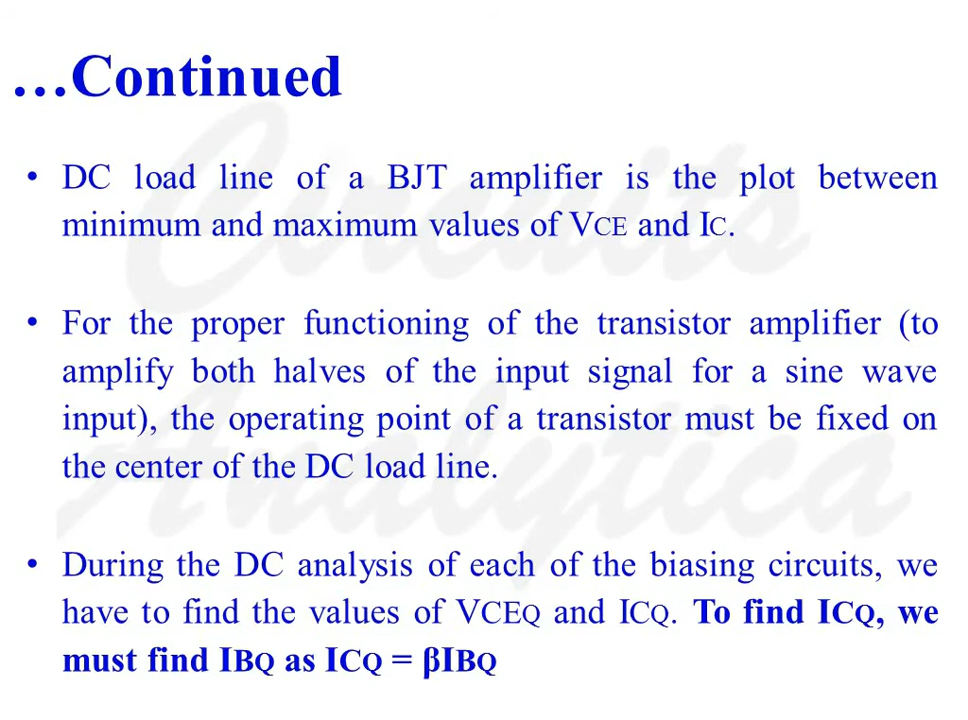 …Continued
• DC load line of a BJT amplifier is the plot between
minimum and maximum values of VCE and IC.
• For the proper functioning of the transistor amplifier (to
amplify both halves of the input signal for a sine wave
input), the operating point of a transistor must be fixed on
the center of the DC load line.
• During the DC analysis of each of the biasing circuits, we
have to find the values of VCEQ and ICQ. To find ICQ, we
must find IBQ as ICQ = βIBQ
Circuits
Analytica